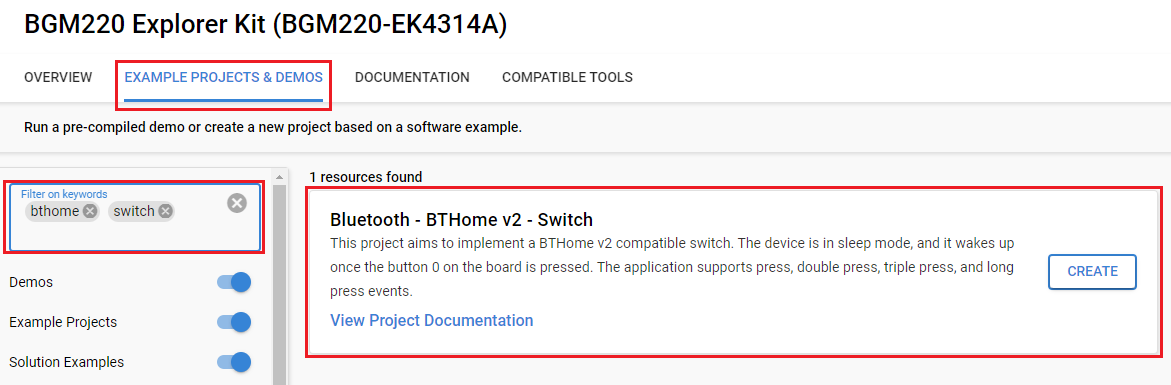 BGM220 Explorer Kit (BGM220-EK4314A)
OVERVIEW EXAMPLE PROJECTS & DEMOS DOCUMENTATION COMPATIBLE TOOLS
Run a pre-compiled demo or create a new project based on a software example.
Filter on keywords
bthome switch
Demos
Example Projects
Solution Examples
1 resources found
Bluetooth - BTHome v2 - Switch
This project aims to implement a BTHome v2 compatible switch. The device is in sleep mode, and it wakes up
once the button 0 on the board is pressed. The application supports press, double press, triple press, and long
press events.
View Project Documentation
CREATE